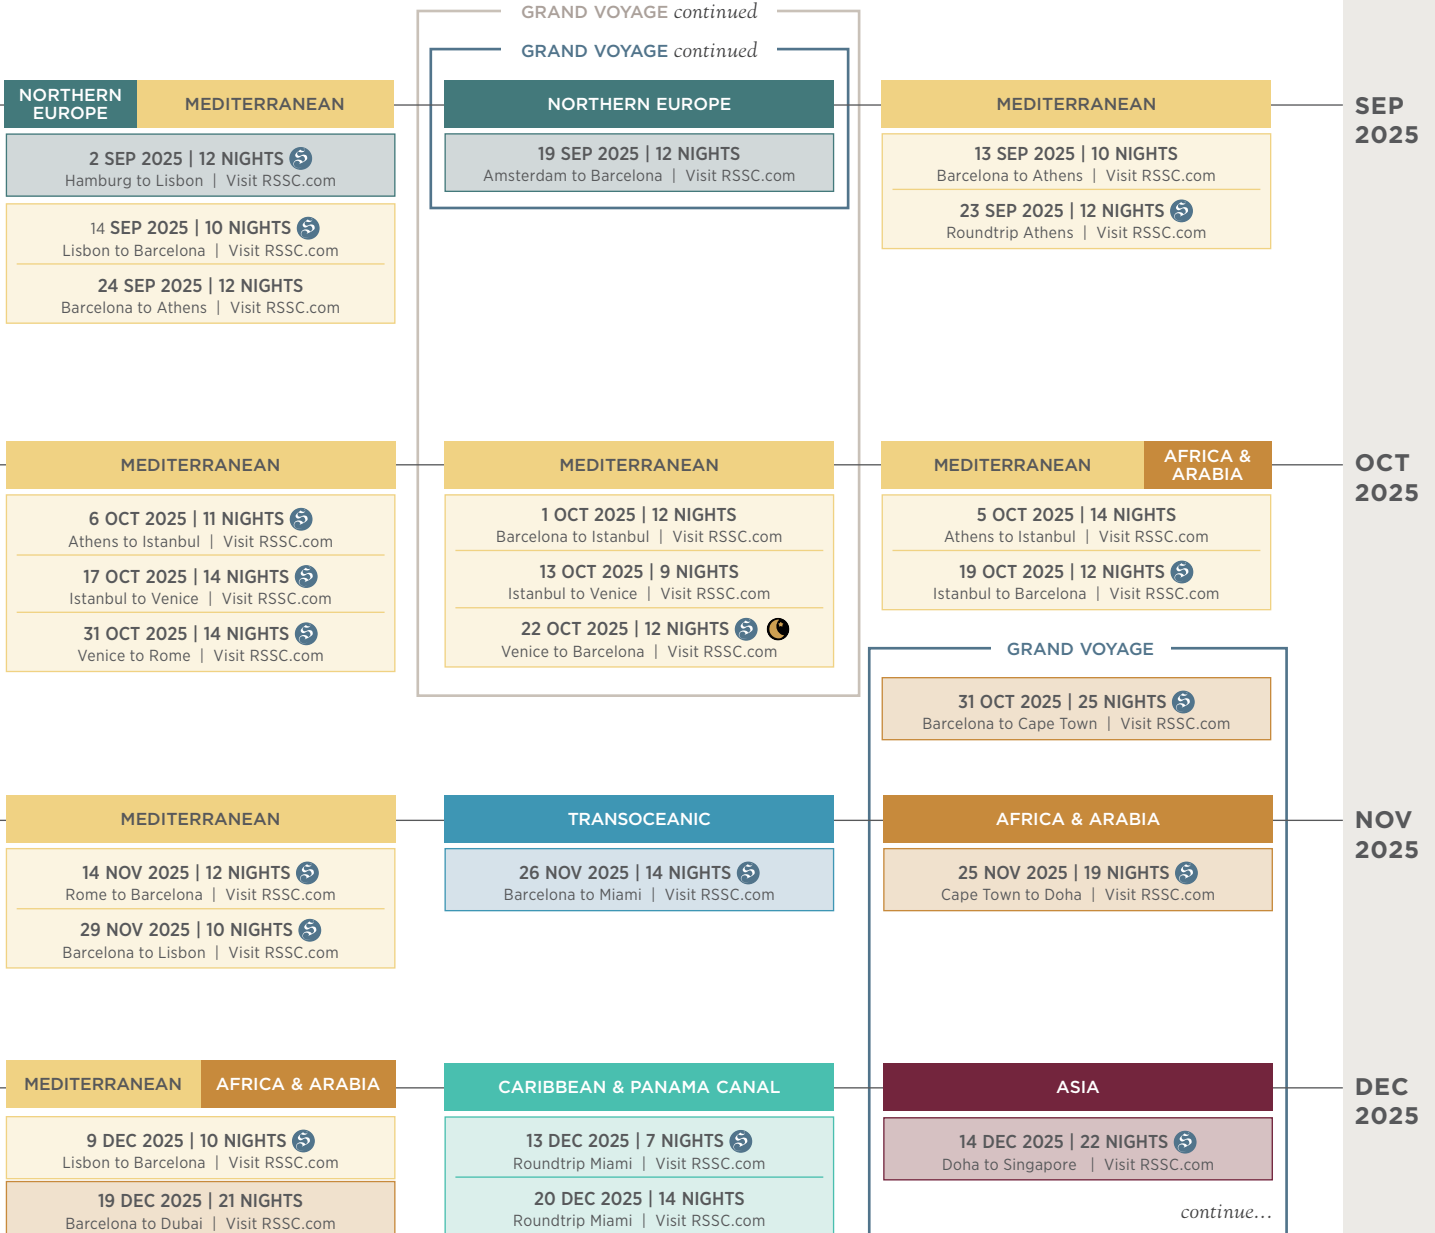 GRAND VOYAGE continued
GRAND VOYAGE continued
NORTHERN EUROPE
MEDITERRANEAN
2 SEP 2025 | 12 NIGHTS S
Hamburg to Lisbon | Visit RSSC.com
14 SEP 2025 | 10 NIGHTS S
Lisbon to Barcelona | Visit RSSC.com
24 SEP 2025 | 12 NIGHTS
Barcelona to Athens | Visit RSSC.com
NORTHERN EUROPE
19 SEP 2025 | 12 NIGHTS
Amsterdam to Barcelona | Visit RSSC.com
MEDITERRANEAN
13 SEP 2025 | 10 NIGHTS
Barcelona to Athens | Visit RSSC.com
23 SEP 2025 | 12 NIGHTS S
Roundtrip Athens | Visit RSSC.com
SEP
2025
MEDITERRANEAN
6 OCT 2025 | 11 NIGHTS S
Athens to Istanbul | Visit RSSC.com
17 OCT 2025 | 14 NIGHTS S
Istanbul to Venice | Visit RSSC.com
31 OCT 2025 | 14 NIGHTS S
Venice to Rome | Visit RSSC.com
MEDITERRANEAN
1 OCT 2025 | 12 NIGHTS
Barcelona to Istanbul | Visit RSSC.com
13 OCT 2025 | 9 NIGHTS
Istanbul to Venice | Visit RSSC.com
22 OCT 2025 | 12 NIGHTS S
Venice to Barcelona | Visit RSSC.com
MEDITERRANEAN
AFRICA &
ARABIA
5 OCT 2025 | 14 NIGHTS
Athens to Istanbul | Visit RSSC.com
19 OCT 2025 | 12 NIGHTS S
Istanbul to Barcelona | Visit RSSC.com
GRAND VOYAGE
31 OCT 2025 | 25 NIGHTS S
Barcelona to Cape Town | Visit RSSC.com
OCT
2025
MEDITERRANEAN
14 NOV 2025 | 12 NIGHTS S
Rome to Barcelona | Visit RSSC.com
29 NOV 2025 | 10 NIGHTS S
Barcelona to Lisbon | Visit RSSC.com
TRANSOCEANIC
26 NOV 2025 | 14 NIGHTS S
Barcelona to Miami | Visit RSSC.com
AFRICA & ARABIA
25 NOV 2025 | 19 NIGHTS S
Cape Town to Doha | Visit RSSC.com
NOV
2025
MEDITERRANEAN
AFRICA & ARABIA
9 DEC 2025 | 10 NIGHTS S
Lisbon to Barcelona | Visit RSSC.com
19 DEC 2025 | 21 NIGHTS
Barcelona to Dubai | Visit RSSC.com
CARIBBEAN & PANAMA CANAL
13 DEC 2025 | 7 NIGHTS S
Roundtrip Miami | Visit RSSC.com
20 DEC 2025 | 14 NIGHTS
Roundtrip Miami | Visit RSSC.com
ASIA
14 DEC 2025 | 22 NIGHTS S
Doha to Singapore | Visit RSSC.com
continue...
DEC
2025